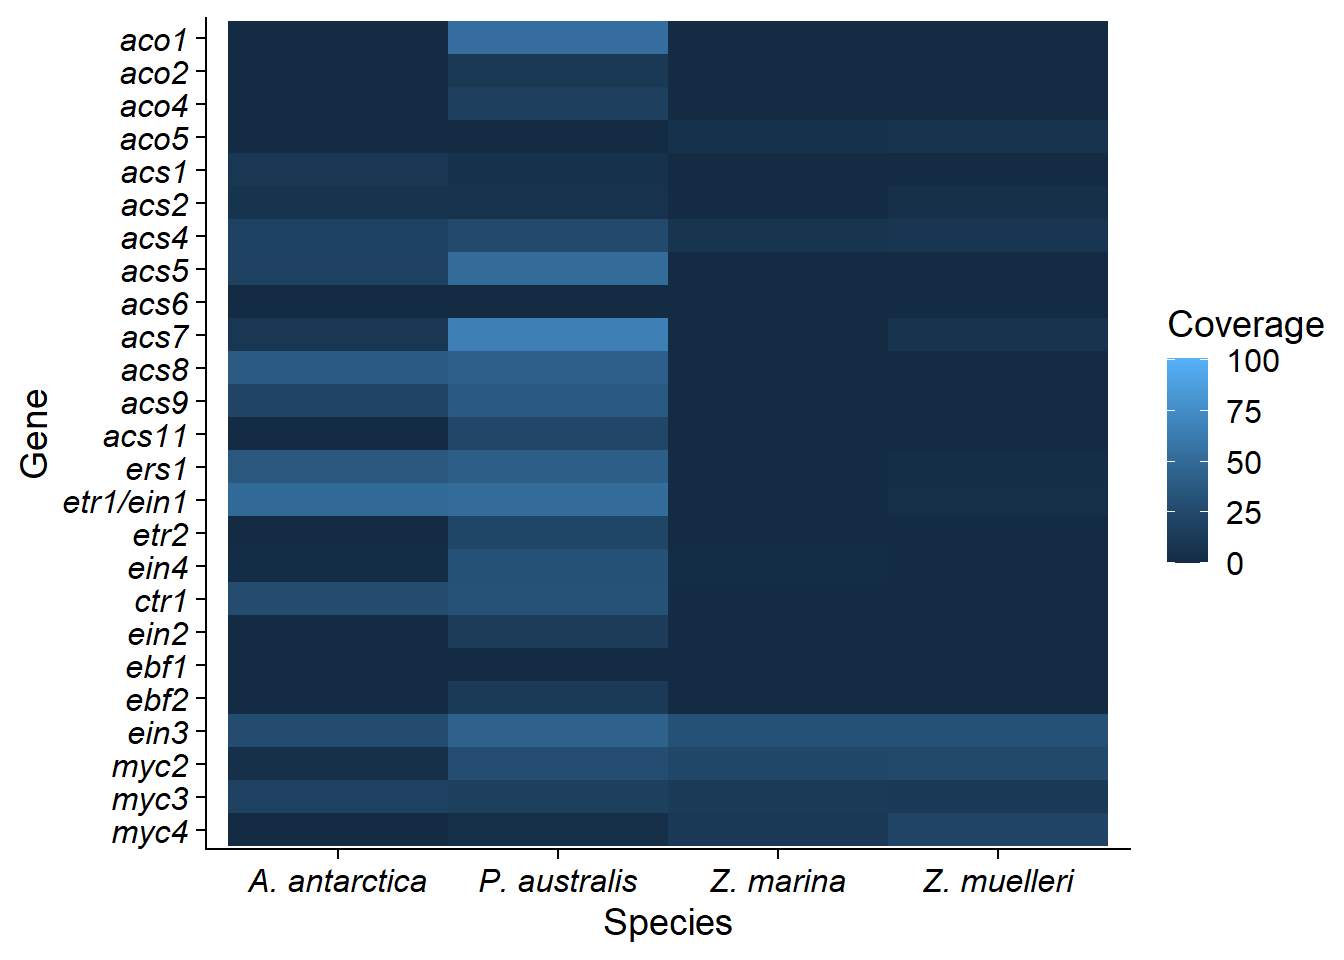 aco1
aco2
aco4
aco5
acs1
acs2
acs4
acs5
acs6
acs7
acs8
acs9
acs11
ers1
etr1/ein1
etr2
ein4
ctr1
ein2
ebf1
ebf2
ein3
myc2
myc3
myc4
Gene
A. antarctica P. australis Z. marina Z. muelleri
Species
Coverage
100
75
50
25
0